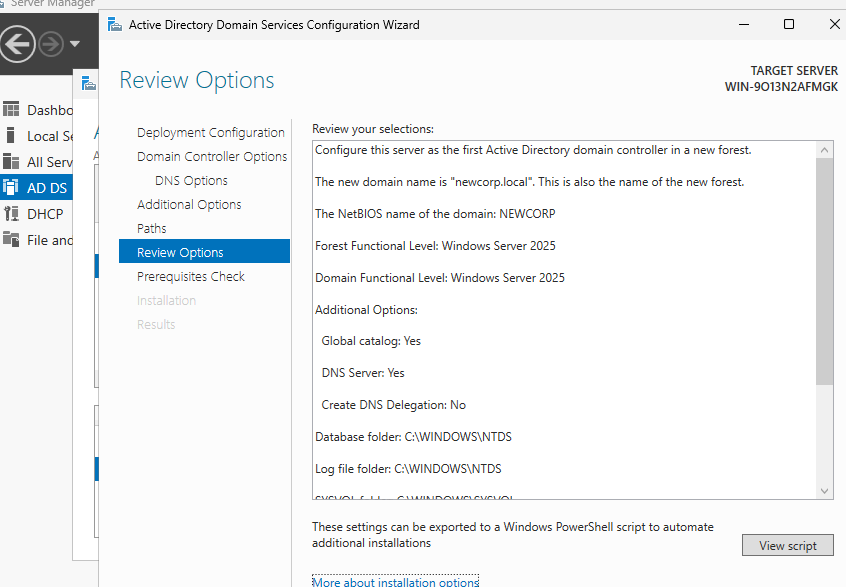 Server Manager
Active Directory Domain Services Configuration Wizard
Review Options
TARGET SERVER
WIN-9O13N2AFMGK
Dashbo
Local Se
All Serv
AD DS
DHCP
File and
Deployment Configuration
Domain Controller Options
DNS Options
Additional Options
Paths
Review Options
Prerequisites Check
Installation
Results
Review your selections:
Configure this server as the first Active Directory domain controller in a new forest.
The new domain name is "newcorp.local". This is also the name of the new forest.
The NetBIOS name of the domain: NEWCORP
Forest Functional Level: Windows Server 2025
Domain Functional Level: Windows Server 2025
Additional Options:
Global catalog: Yes
DNS Server: Yes
Create DNS Delegation: No
Database folder: C:\WINDOWS\NTDS
Log file folder: C:\WINDOWS\NTDS
SYSVOL folder: C:\WINDOWS\SYSVOL
These settings can be exported to a Windows PowerShell script to automate
additional installations
View script
More about installation options